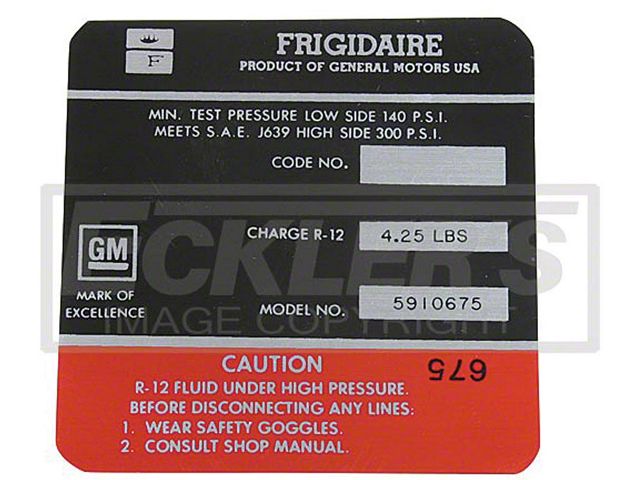 F
FRIGIDAIRE
PRODUCT OF GENERAL MOTORS USA
MIN. TEST PRESSURE LOW SIDE 140 P.S.I.
MEETS S.A.E. J639 HIGH SIDE 300 P.S.I.
CODE NO.
CHARGE R-12 4.25 LBS
GM
MARK OF
EXCELLENCE
MODEL NO. 5910675
ECKLER'S
IMAGE COPYRIGHT
CAUTION
675
R-12 FLUID UNDER HIGH PRESSURE.
BEFORE DISCONNECTING ANY LINES:
1. WEAR SAFETY GOGGLES.
2. CONSULT SHOP MANUAL.